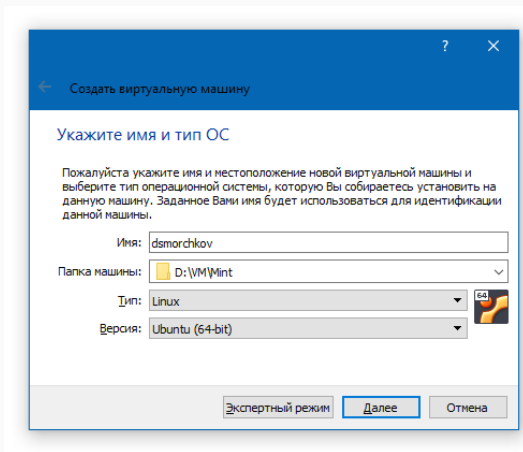 ?
Создать виртуальную машину
Укажите имя и тип ОС
Пожалуйста укажите имя и местоположение новой виртуальной машины и
выберите тип операционной системы, которую Вы собираетесь установить на
данную машину. Заданное Вами имя будет использоваться для идентификации
данной машины.
Имя: dsmorchkov
Папка машины: D:\VM\Mint
Тип: Linux
64
Версия: Ubuntu (64-bit)
Экспертный режим Далее Отмена